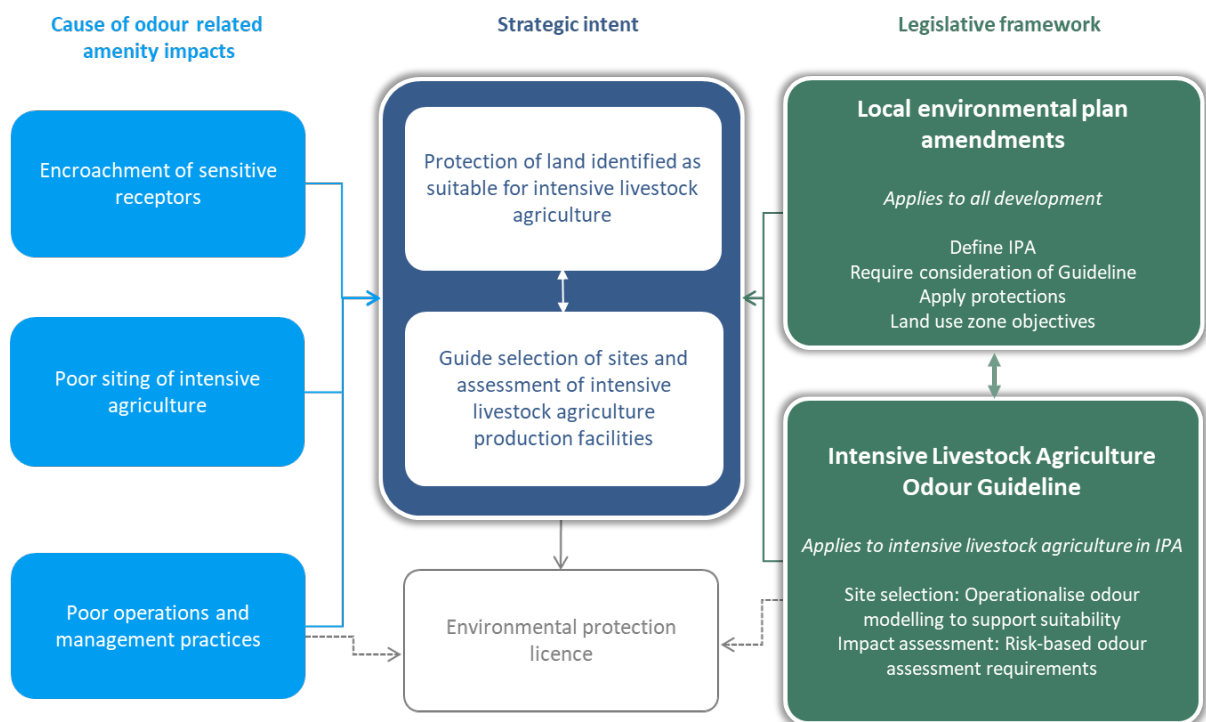 Cause of odour related
amenity impacts
Encroachment of sensitive
receptors
Poor siting of intensive
agriculture
Poor operations and
management practices
Strategic intent
Protection of land identified as
suitable for intensive livestock
agriculture
Guide selection of sites and
assessment of intensive
livestock agriculture
production facilities
Environmental protection
licence
Legislative framework
Local environmental plan
amendments
Applies to all development
Define IPA
Require consideration of Guideline
Apply protections
Land use zone objectives
Intensive Livestock Agriculture
Odour Guideline
Applies to intensive livestock agriculture in IPA
Site selection: Operationalise odour
modelling to support suitability
Impact assessment: Risk-based odour
assessment requirements